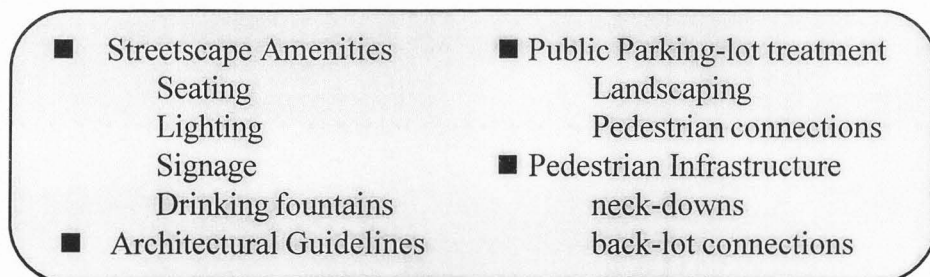 ■ Streetscape Amenities
Seating
Lighting
Signage
Drinking fountains
■ Architectural Guidelines
■ Public Parking-lot treatment
Landscaping
Pedestrian connections
■ Pedestrian Infrastructure
neck-downs
back-lot connections